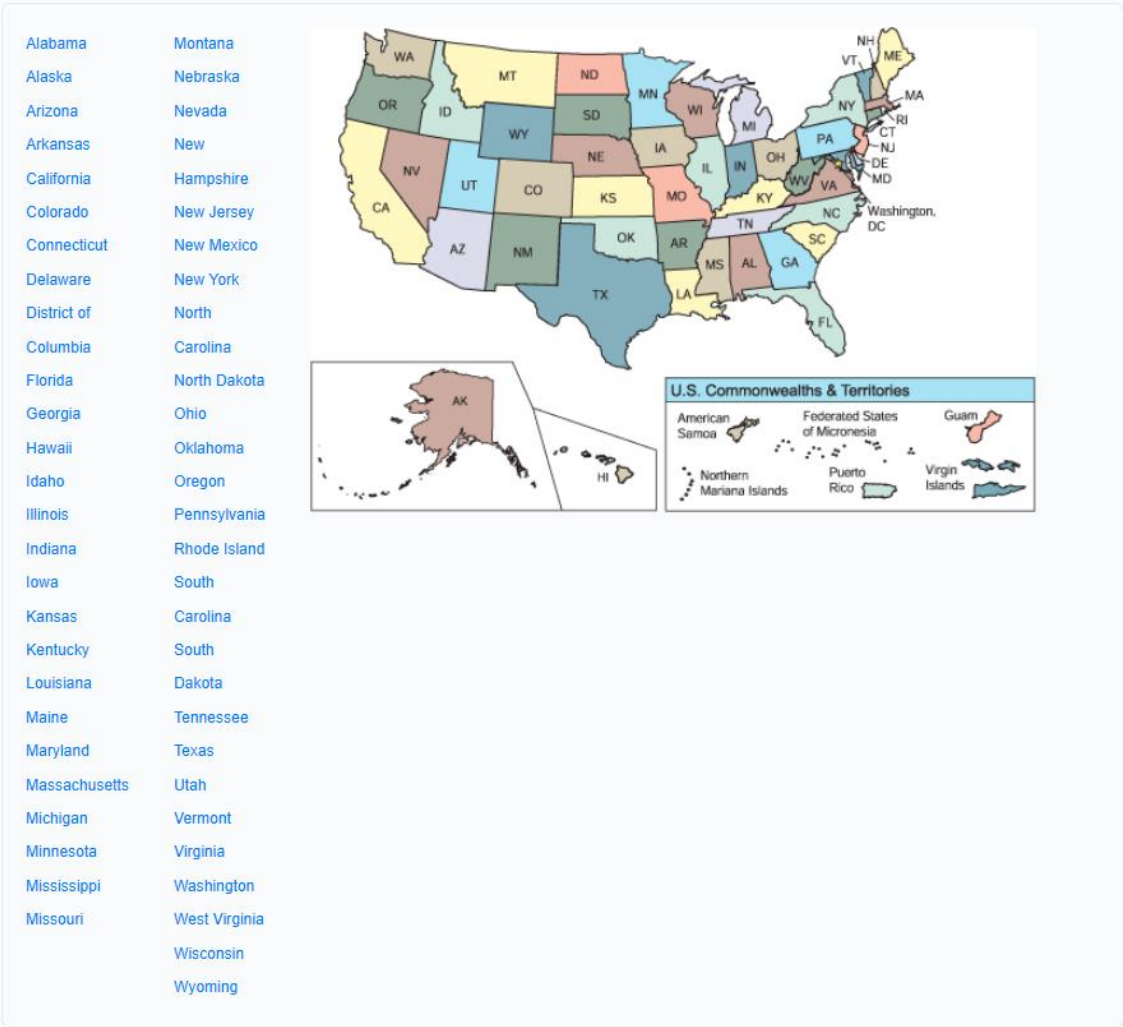 Alabama
Alaska
Arizona
Arkansas
California
Colorado
Connecticut
Delaware
District of
Columbia
Florida
Georgia
Hawaii
Idaho
Illinois
Indiana
Iowa
Kansas
Kentucky
Louisiana
Maine
Maryland
Massachusetts
Michigan
Minnesota
Mississippi
Missouri
Montana
Nebraska
Nevada
New
Hampshire
New Jersey
New Mexico
New York
North
Carolina
North Dakota
Ohio
Oklahoma
Oregon
Pennsylvania
Rhode Island
South
Carolina
South
Dakota
Tennessee
Texas
Utah
Vermont
Virginia
Washington
West Virginia
Wisconsin
Wyoming
WA
MT
ND
MN
OR
ID
SD
WI
MI
WY
NV
UT
CO
NE
IA
IL
IN
OH
PA
NY
VT
NH
ME
MA
RI
CT
NJ
DE
MD
Washington,
DC
WV
VA
KY
NC
TN
SC
CA
AZ
NM
KS
MO
OK
AR
MS
AL
GA
TX
LA
FL
AK
HI
U.S. Commonwealths & Territories
American
Samoa
Federated States
of Micronesia
Guam
Northern
Mariana Islands
Puerto
Rico
Virgin
Islands